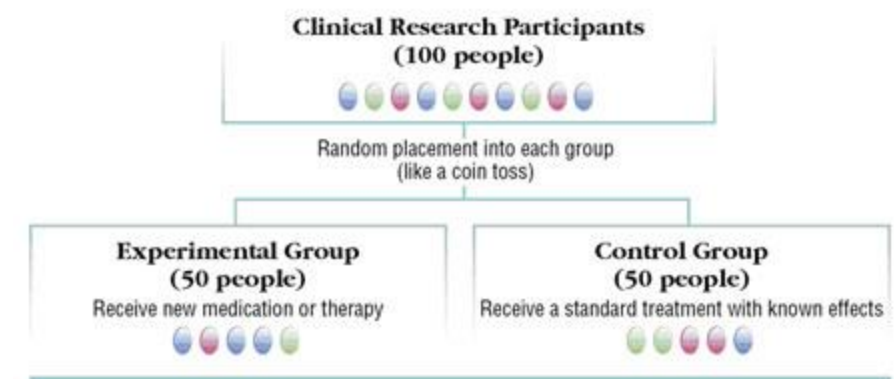 Clinical Research Participants
(100 people)
Random placement into each group
(like a coin toss)
Experimental Group
(50 people)
Receive new medication or therapy
Control Group
(50 people)
Receive a standard treatment with known effects